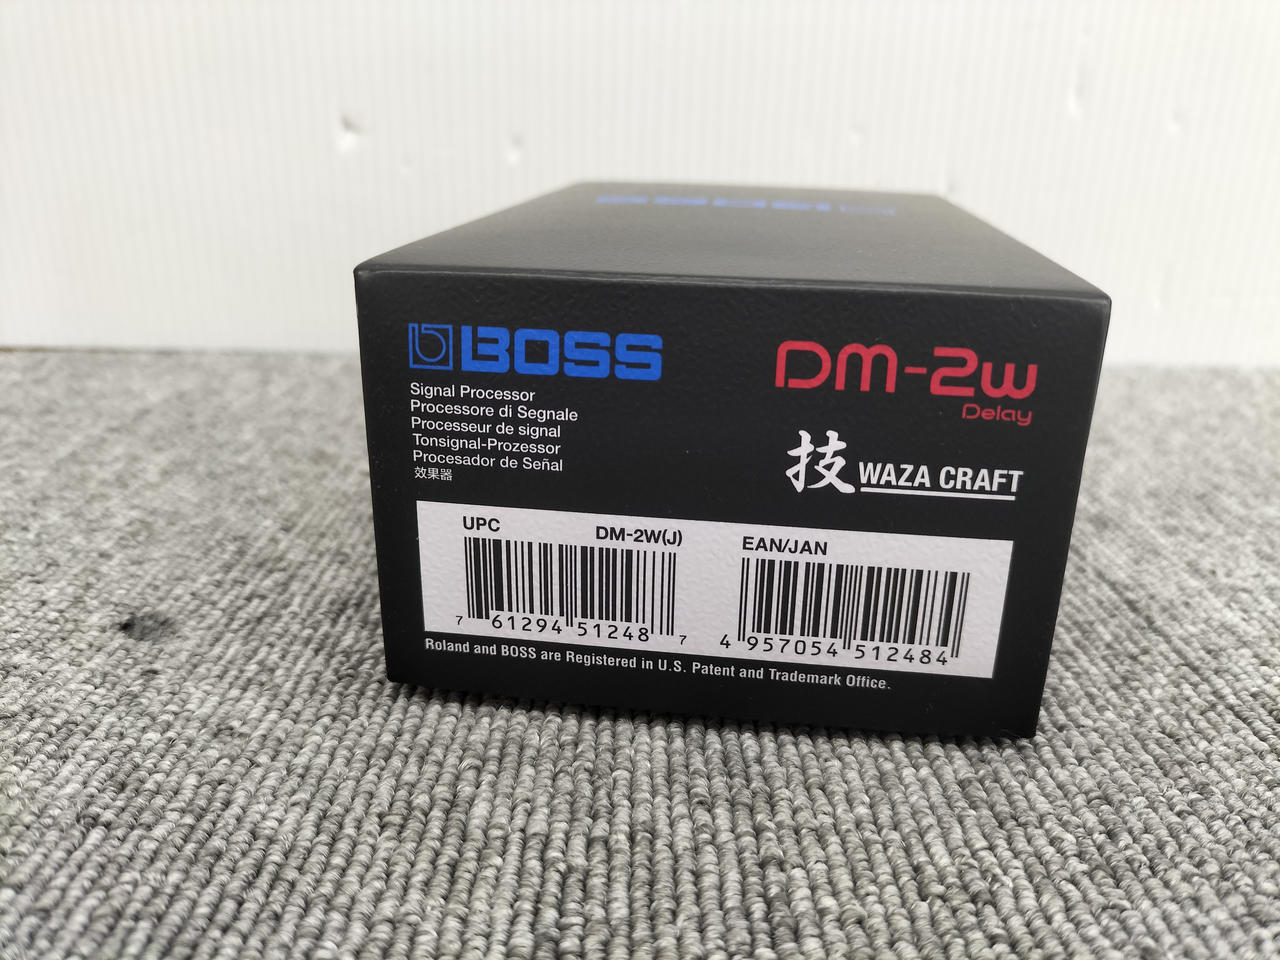 BOSS
Signal Processor
Processore di Segnale
Processeur de signal
Tonsignal-Prozessor
Procesador de Señal
效果器
DM-2w
Delay
技 WAZA CRAFT
UPC DM-2W(J)
7 61294 51248 7
EAN/JAN
4 957054 512484
Roland and BOSS are Registered in U.S. Patent and Trademark Office.